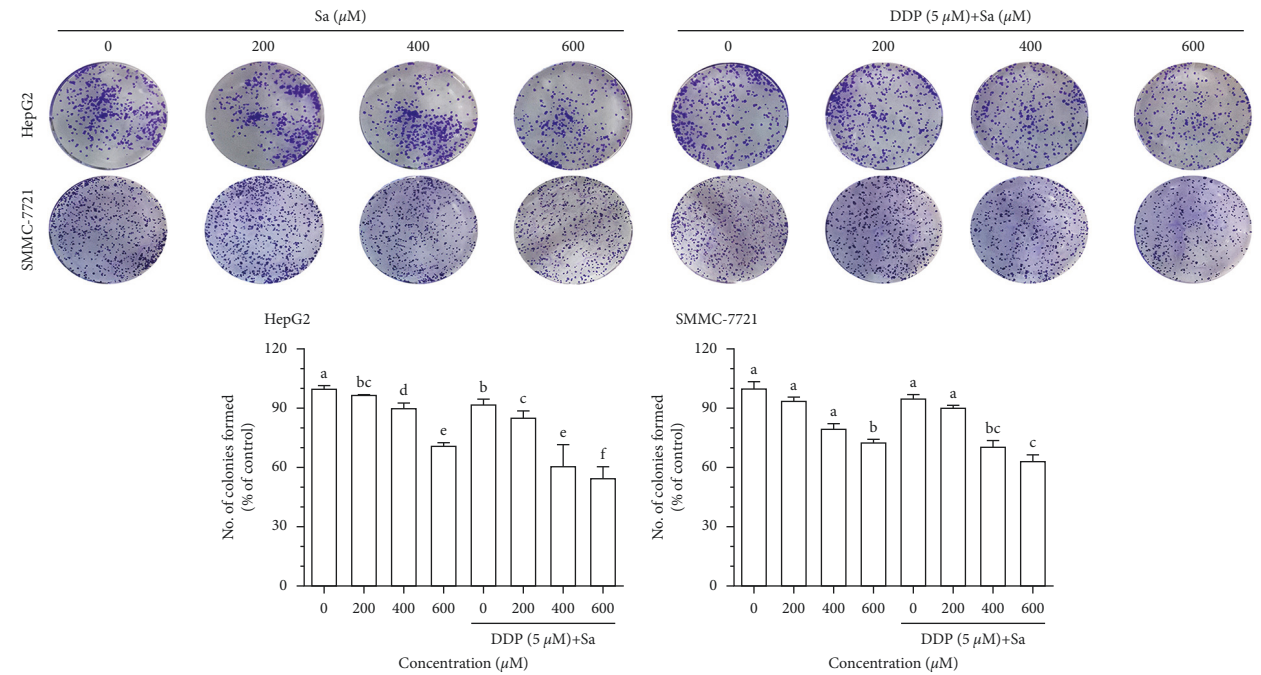 Sa (μM)
DDP (5 μM)+Sa (μM)
0 200 400 600 0 200 400 600
HepG2
SMMC-7721
HepG2
No. of colonies formed
(% of control)
120
90
60
30
0
a bc d e b c e f
0 200 400 600 0 200 400 600
DDP (5 μM)+Sa
Concentration (μM)
SMMC-7721
No. of colonies formed
(% of control)
120
90
60
30
0
a a a b a a bc c
0 200 400 600 0 200 400 600
DDP (5 μM)+Sa
Concentration (μM)